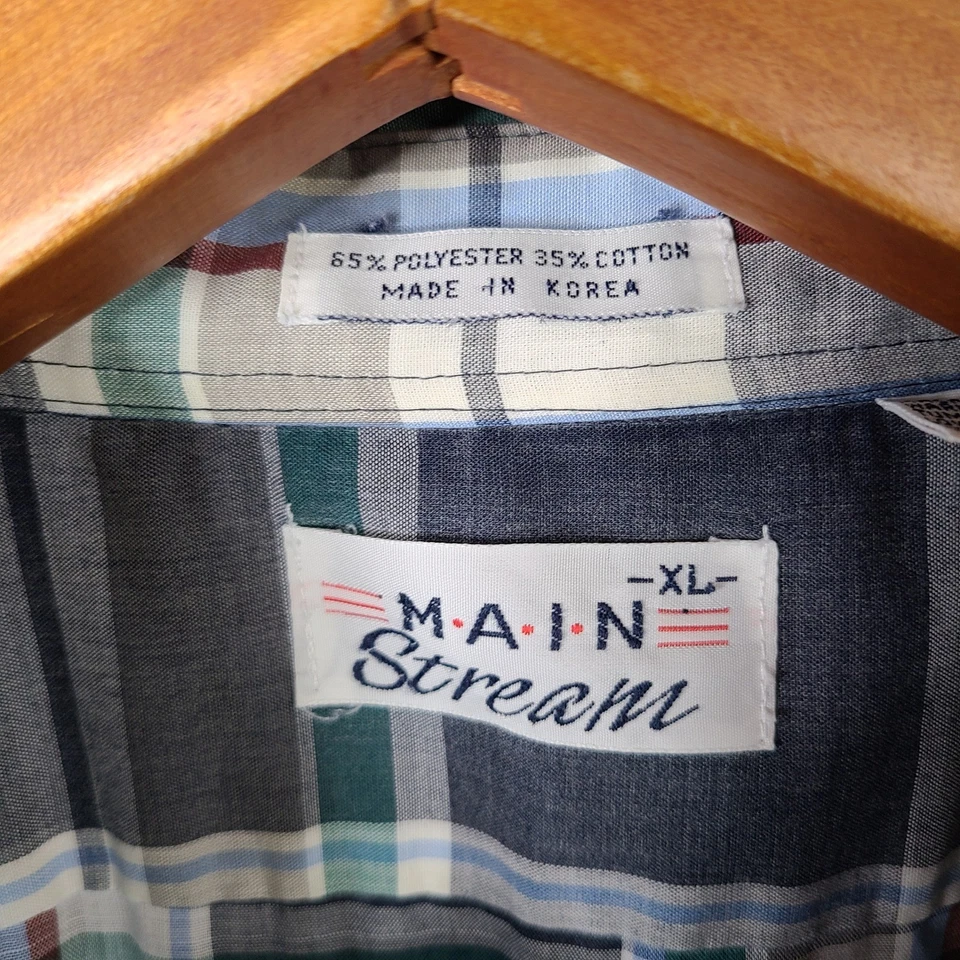 65% POLYESTER 35% COTTON
MADE IN KOREA
-XL-
M·A·I·N
Stream